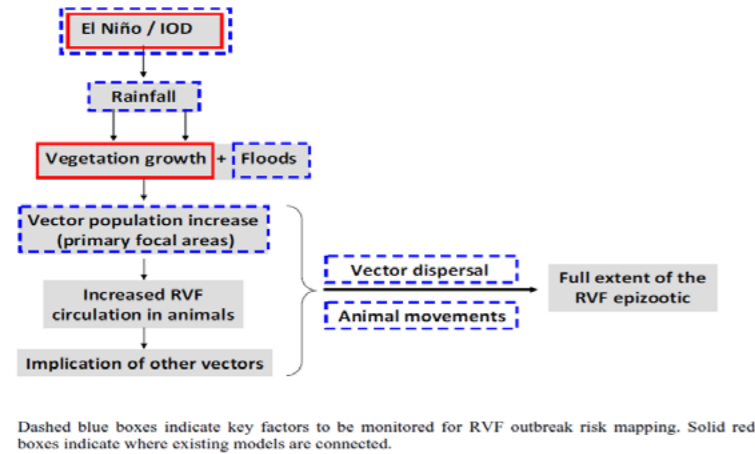 El Niño / IOD
Rainfall
Vegetation growth + Floods
Vector population increase
(primary focal areas)
Increased RVF
circulation in animals
Implication of other vectors
Vector dispersal
Animal movements
Full extent of the
RVF epizootic
Dashed blue boxes indicate key factors to be monitored for RVF outbreak risk mapping. Solid red
boxes indicate where existing models are connected.